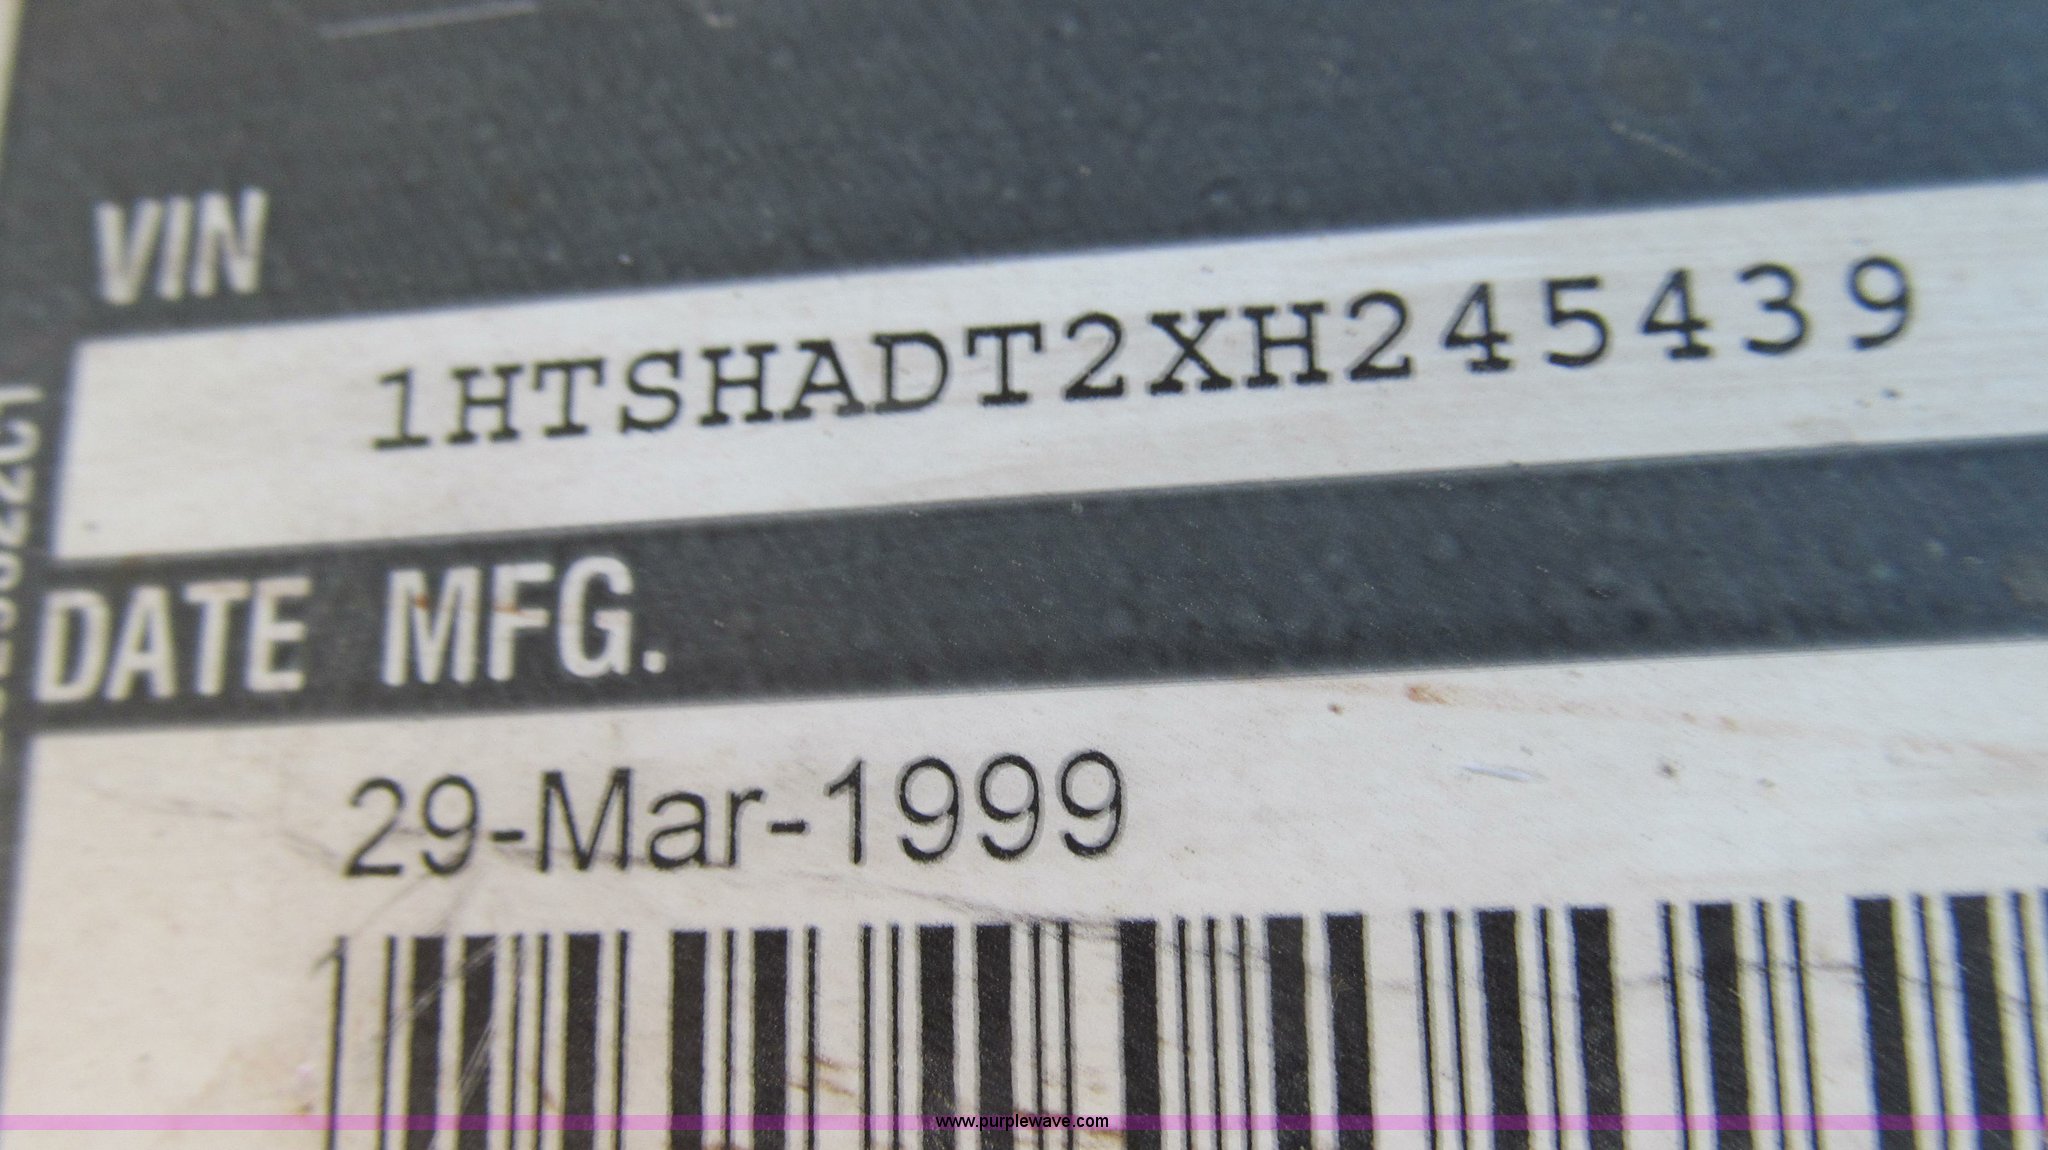 VIN
1HTSHADT2XH245439
DATE MFG.
29-Mar-1999
www.purplewave.com